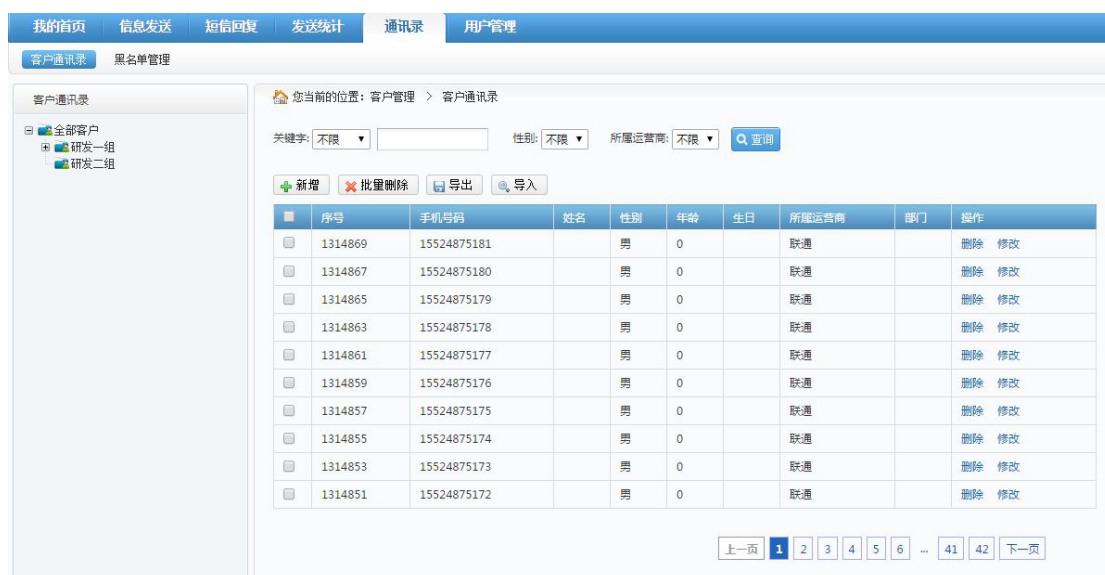 我的首页 信息发送 短信回复 发送统计 通讯录 用户管理
客户通讯录 黑名单管理
客户通讯录
全部客户
研发一组
研发二组
您当前的位置：客户管理 > 客户通讯录
关键字: 不限 性别: 不限 所属运营商: 不限 查询
新增 批量删除 导出 导入
序号 手机号码 姓名 性别 年龄 生日 所属运营商 部门 操作
1314869 15524875181 男 0 联通 删除 修改
1314867 15524875180 男 0 联通 删除 修改
1314865 15524875179 男 0 联通 删除 修改
1314863 15524875178 男 0 联通 删除 修改
1314861 15524875177 男 0 联通 删除 修改
1314859 15524875176 男 0 联通 删除 修改
1314857 15524875175 男 0 联通 删除 修改
1314855 15524875174 男 0 联通 删除 修改
1314853 15524875173 男 0 联通 删除 修改
1314851 15524875172 男 0 联通 删除 修改
上一页 1 2 3 4 5 6 ... 41 42 下一页